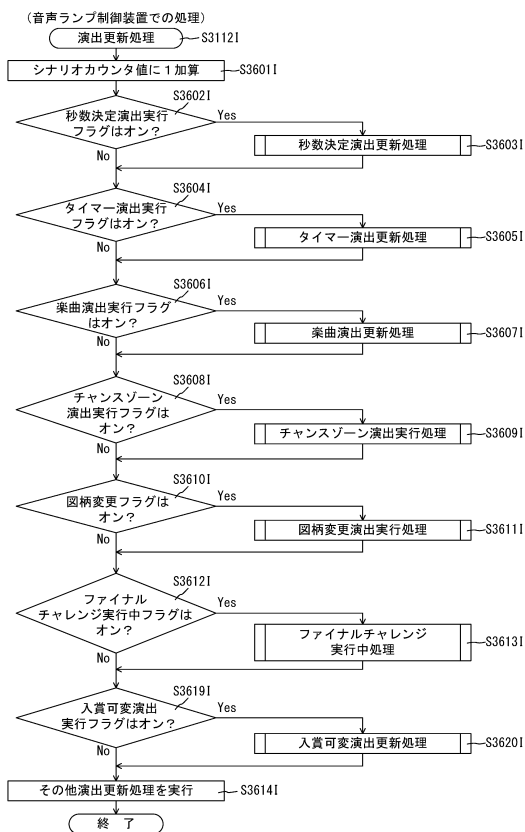 (音声ランプ制御装置での処理)
演出更新処理
S3112I
シナリオカウンタ値に1加算
S3601I
S3602I
秒数決定演出実行
フラグはオン?
Yes
No
秒数決定演出更新処理
S3603I
S3604I
タイマー演出実行
フラグはオン?
Yes
No
タイマー演出更新処理
S3605I
S3606I
楽曲演出実行フラグ
はオン?
Yes
No
楽曲演出更新処理
S3607I
S3608I
チャンスゾーン
演出実行フラグは
オン?
Yes
No
チャンスゾーン演出実行処理
S3609I
S3610I
図柄変更フラグは
オン?
Yes
No
図柄変更演出実行処理
S3611I
S3612I
ファイナル
チャレンジ実行中フラグは
オン?
Yes
No
ファイナルチャレンジ
実行中処理
S3613I
S3619I
入賞可変演出
実行フラグはオン?
Yes
No
入賞可変演出更新処理
S3620I
その他演出更新処理を実行
S3614I
終 了